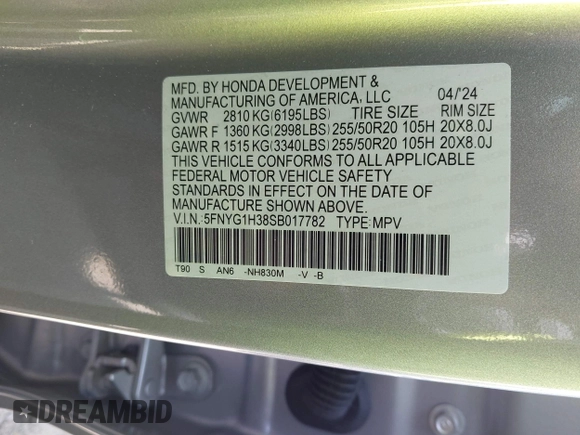 MFD. BY HONDA DEVELOPMENT &
MANUFACTURING OF AMERICA, LLC 04/'24
GVWR 2810 KG(6195LBS) TIRE SIZE RIM SIZE
GAWR F 1360 KG(2998LBS) 255/50R20 105H 20X8.0J
GAWR R 1515 KG(3340LBS) 255/50R20 105H 20X8.0J
THIS VEHICLE CONFORMS TO ALL APPLICABLE
FEDERAL MOTOR VEHICLE SAFETY
STANDARDS IN EFFECT ON THE DATE OF
MANUFACTURE SHOWN ABOVE.
V.I.N.:5FNYG1H38SB017782 TYPE:MPV
T90 S AN6 -NH830M -V -B
DREAMBID